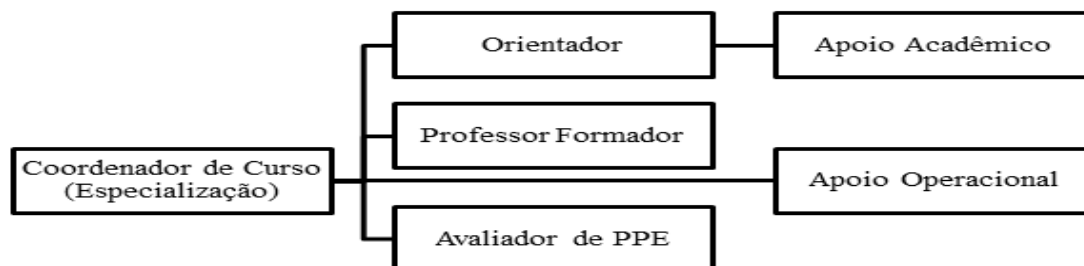 Orientador
Apoio Acadêmico
Professor Formador
Coordenador de Curso
(Especialização)
Apoio Operacional
Avaliador de PPE